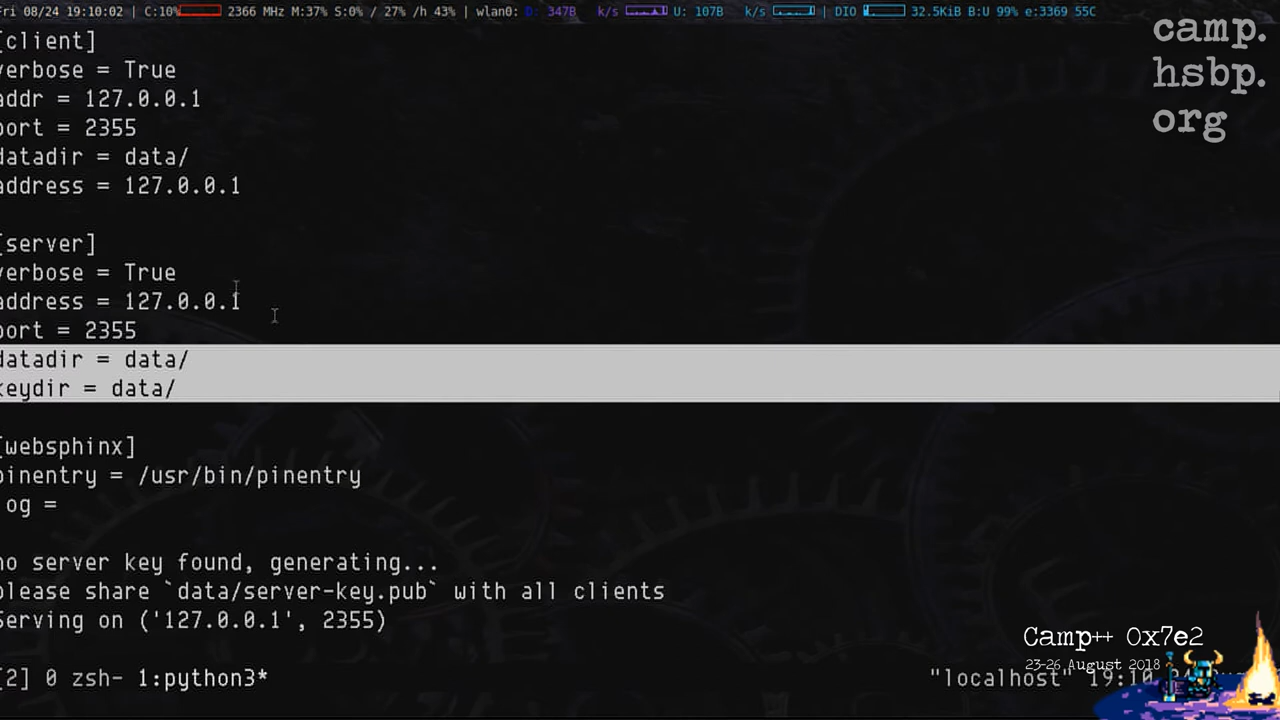 Fri 08/24 19:10:02 | C:10% 2366 MHz M:37% S:0% / 27% /h 43% | wlan0: D: 347B k/s U: 107B k/s | DIO 32.5KiB B:U 99% e:3369 55C
camp.
hsbp.
org
[client]
verbose = True
addr = 127.0.0.1
port = 2355
datadir = data/
address = 127.0.0.1
[server]
verbose = True
address = 127.0.0.1
port = 2355
datadir = data/
keydir = data/
[websphinx]
pinentry = /usr/bin/pinentry
log =
no server key found, generating...
please share `data/server-key.pub` with all clients
Serving on ('127.0.0.1', 2355)
Camp++ 0x7e2
23-26 August 2018
[2] 0 zsh- 1:python3*
"localhost" 19:10